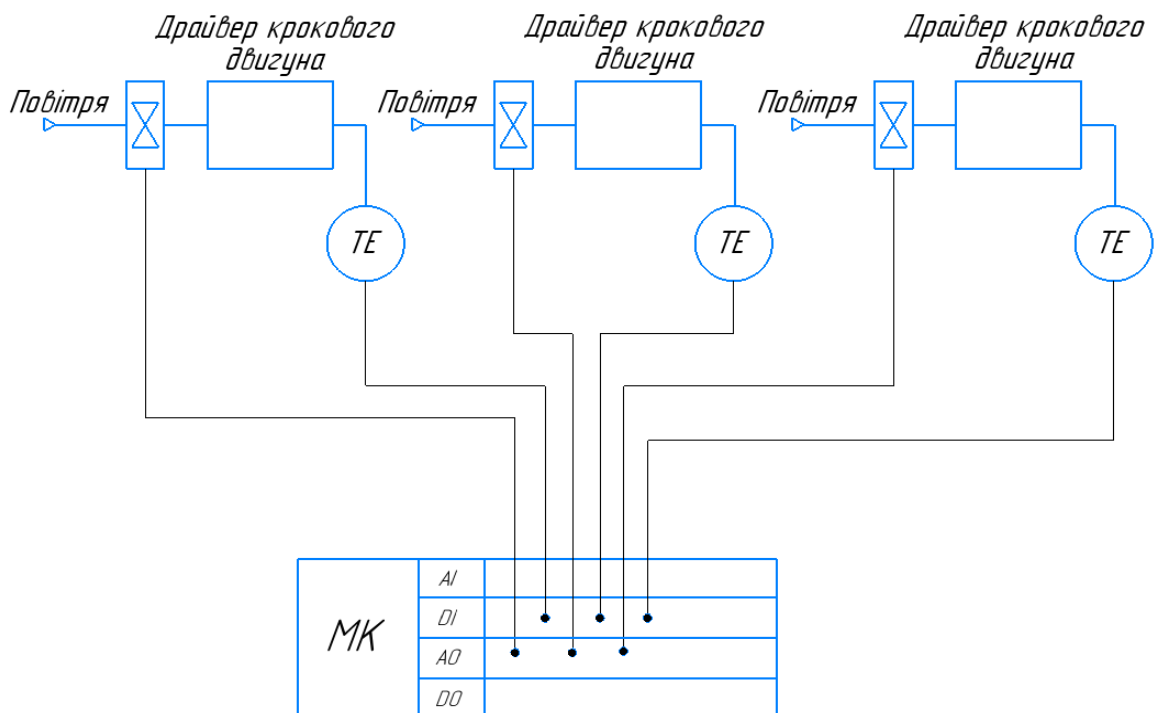 Драйвер крокового
двигуна
Драйвер крокового
двигуна
Драйвер крокового
двигуна
Повітря
Повітря
Повітря
TE
TE
TE
МК
AI
DI
AO
DO